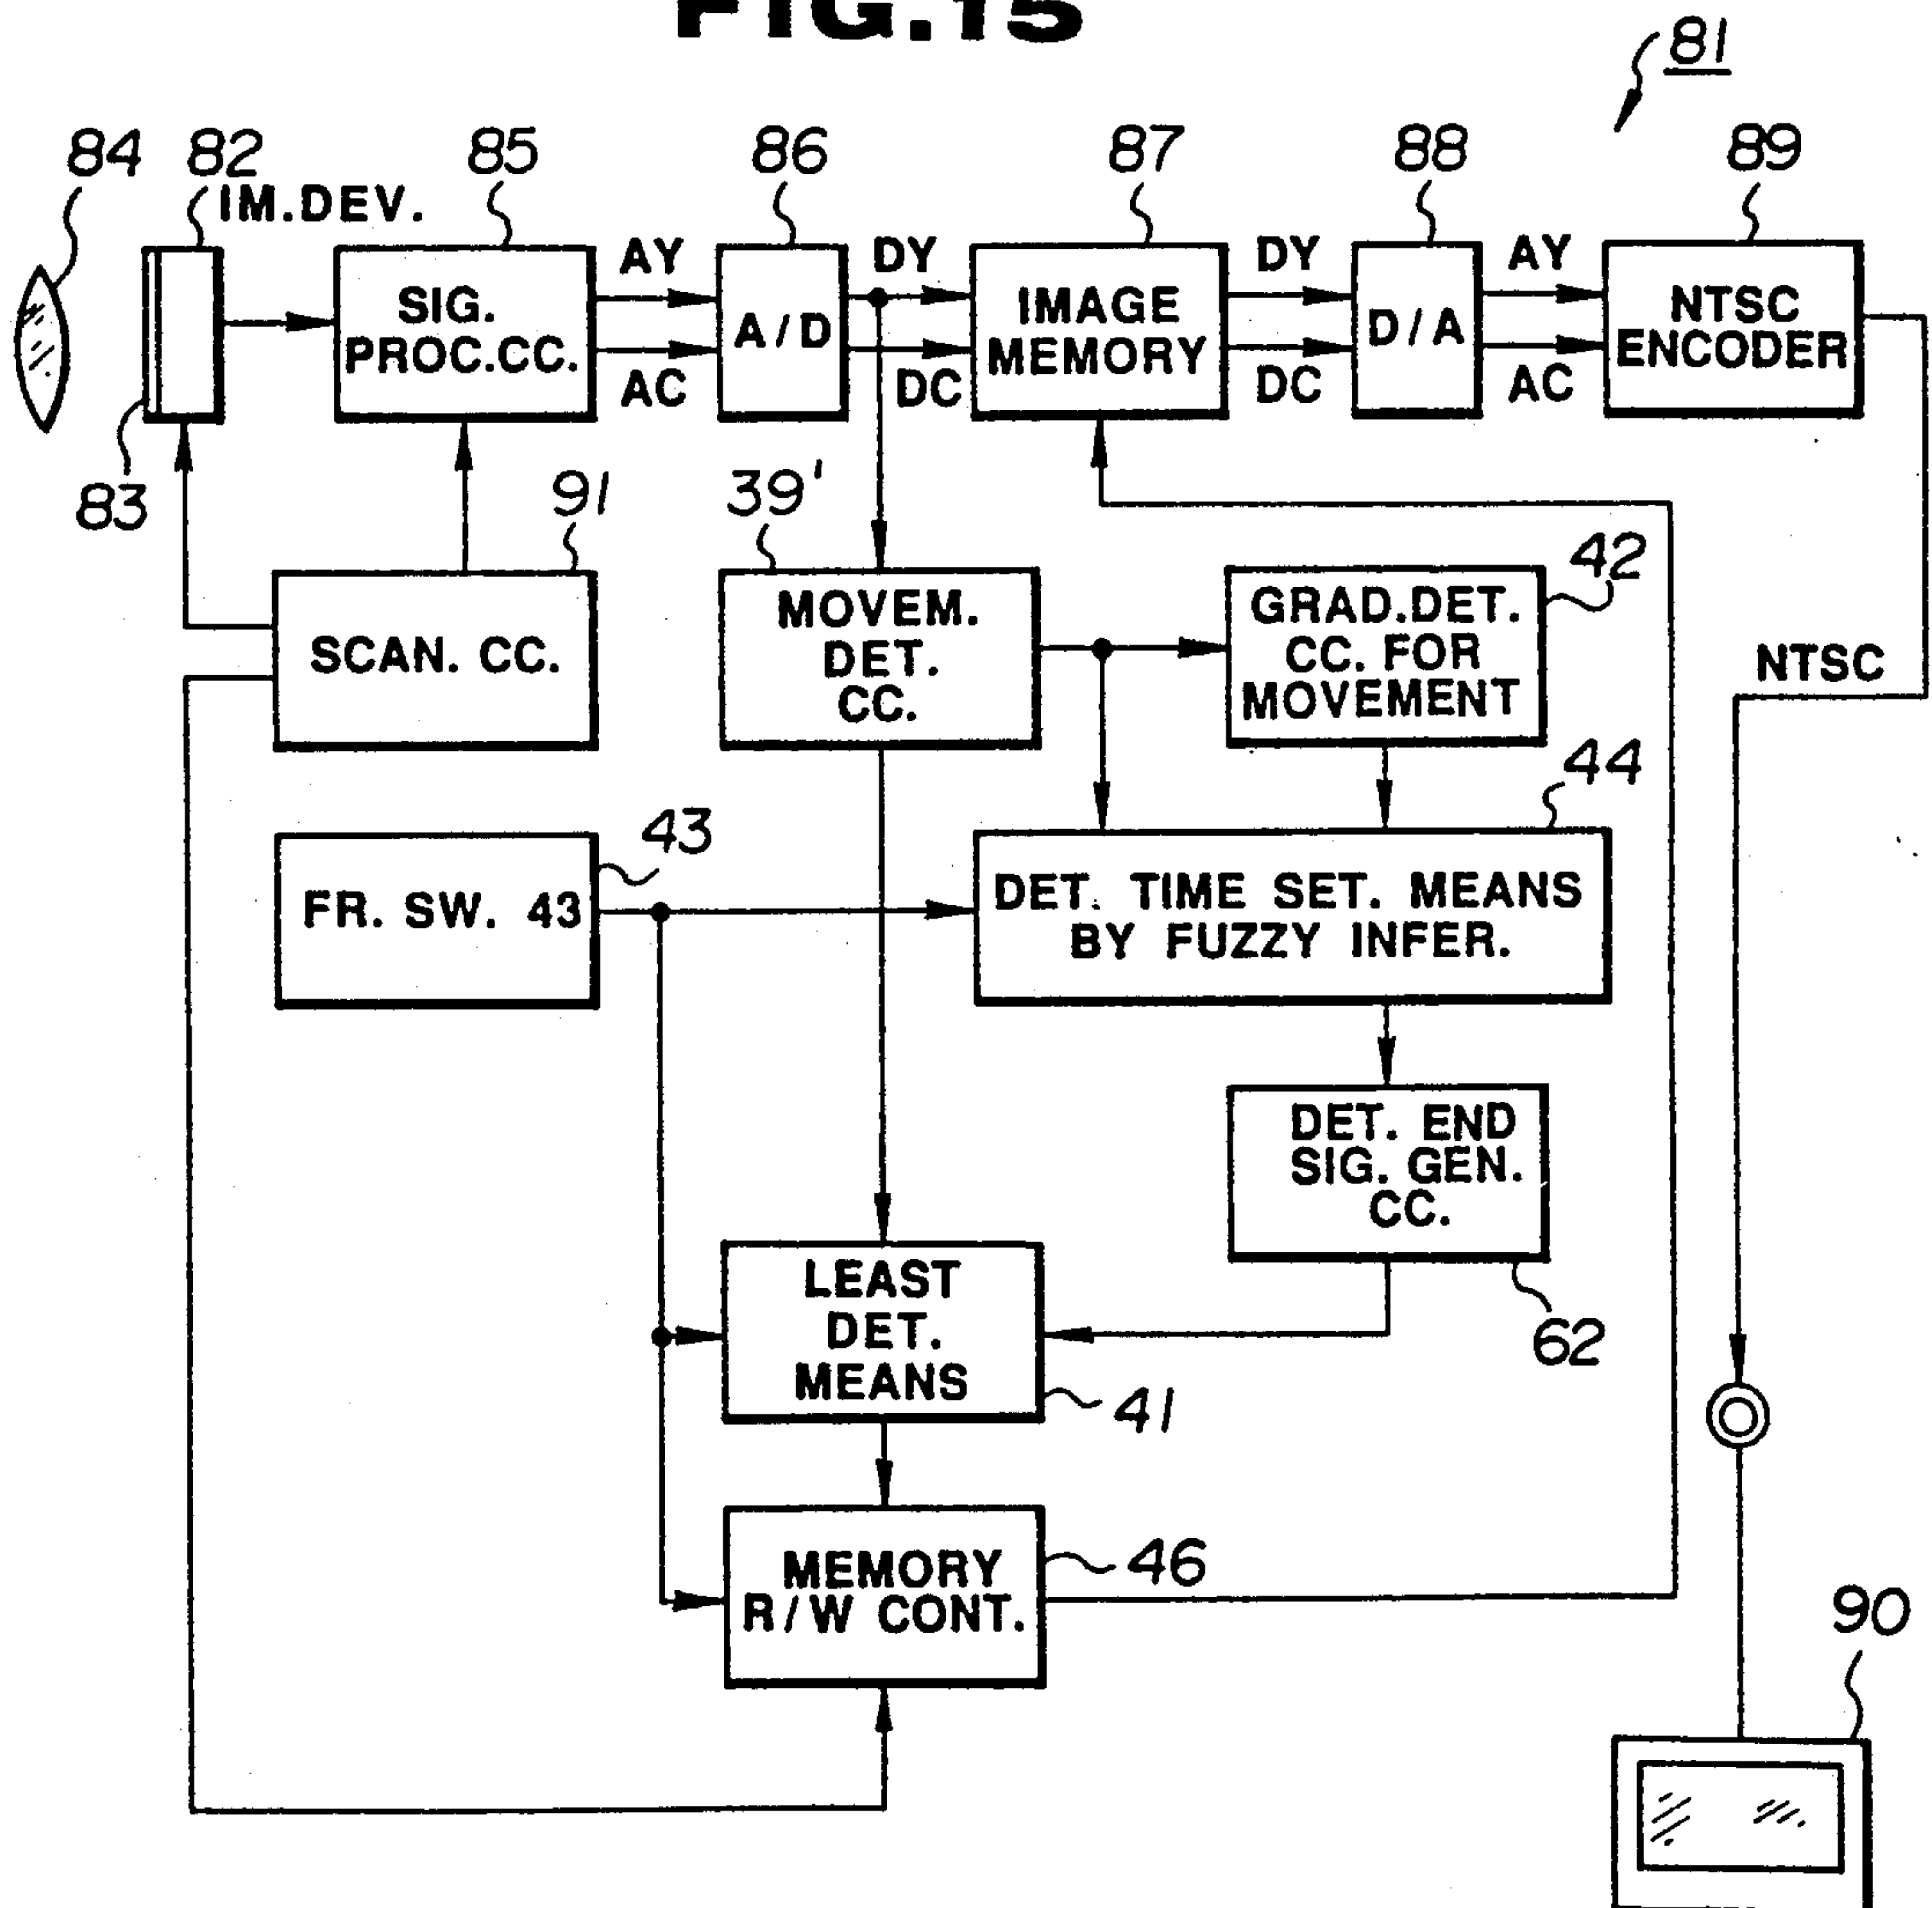 FIG.15
81
84
82
85
86
87
88
89
IM.DEV.
SIG.
PROC.CC.
AY
AC
A/D
DY
DC
IMAGE
MEMORY
DY
DC
D/A
AY
AC
NTSC
ENCODER
83
91
39'
42
SCAN. CC.
MOVEM.
DET.
CC.
GRAD.DET.
CC. FOR
MOVEMENT
NTSC
43
44
FR. SW. 43
DET. TIME SET. MEANS
BY FUZZY INFER.
DET. END
SIG. GEN.
CC.
62
LEAST
DET.
MEANS
41
MEMORY
R/W CONT.
46
90